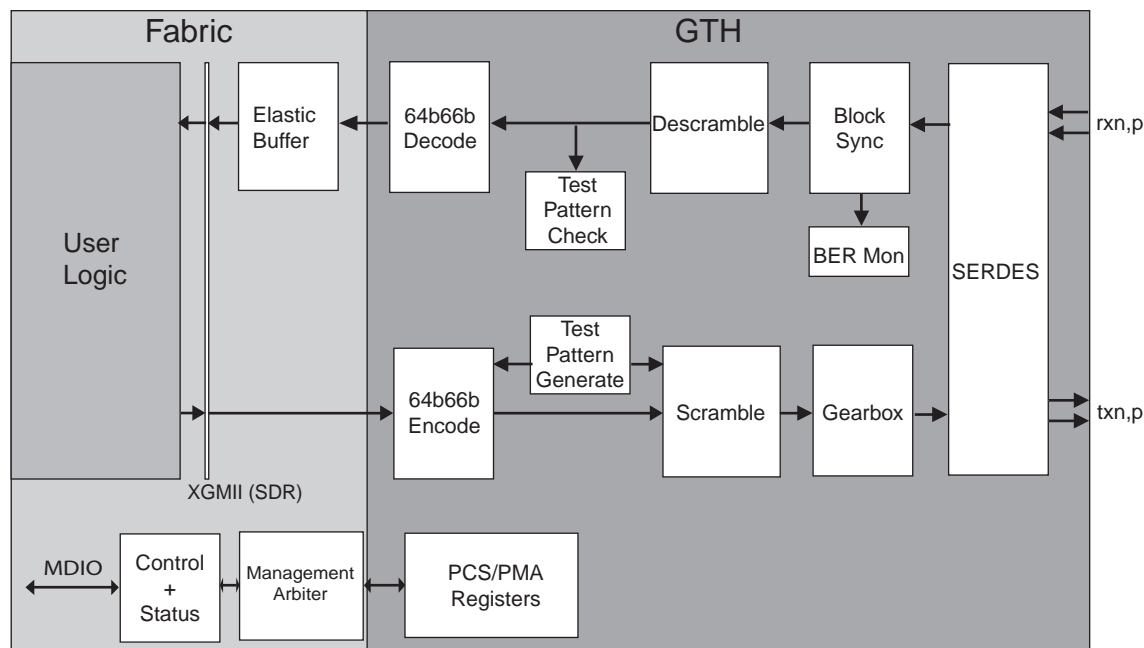 Fabric
GTH
Elastic
Buffer
64b66b
Decode
Descramble
Block
Sync
rxn,p
Test
Pattern
Check
BER Mon
User
Logic
SERDES
Test
Pattern
Generate
64b66b
Encode
Scramble
Gearbox
txn,p
XGMII (SDR)
MDIO
Control
+
Status
Management
Arbiter
PCS/PMA
Registers